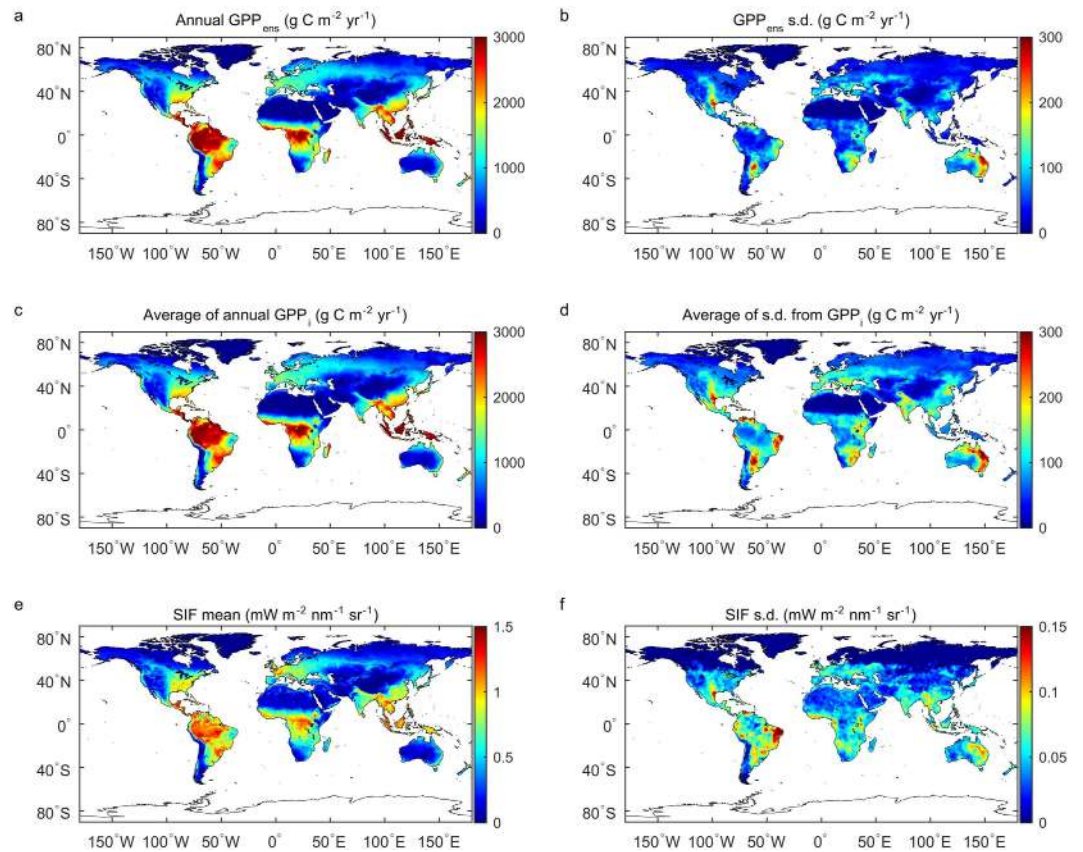 a
Annual GPPens (g C m-2 yr-1)
80°N
40°N
0°
40°S
80°S
150°W 100°W 50°W 0° 50°E 100°E 150°E
3000
2000
1000
0
b
GPPens s.d. (g C m-2 yr-1)
80°N
40°N
0°
40°S
80°S
150°W 100°W 50°W 0° 50°E 100°E 150°E
300
200
100
0
c
Average of annual GPPi (g C m-2 yr-1)
80°N
40°N
0°
40°S
80°S
150°W 100°W 50°W 0° 50°E 100°E 150°E
3000
2000
1000
0
d
Average of s.d. from GPPi (g C m-2 yr-1)
80°N
40°N
0°
40°S
80°S
150°W 100°W 50°W 0° 50°E 100°E 150°E
300
200
100
0
e
SIF mean (mW m-2 nm-1 sr-1)
80°N
40°N
0°
40°S
80°S
150°W 100°W 50°W 0° 50°E 100°E 150°E
1.5
1
0.5
0
f
SIF s.d. (mW m-2 nm-1 sr-1)
80°N
40°N
0°
40°S
80°S
150°W 100°W 50°W 0° 50°E 100°E 150°E
0.15
0.1
0.05
0